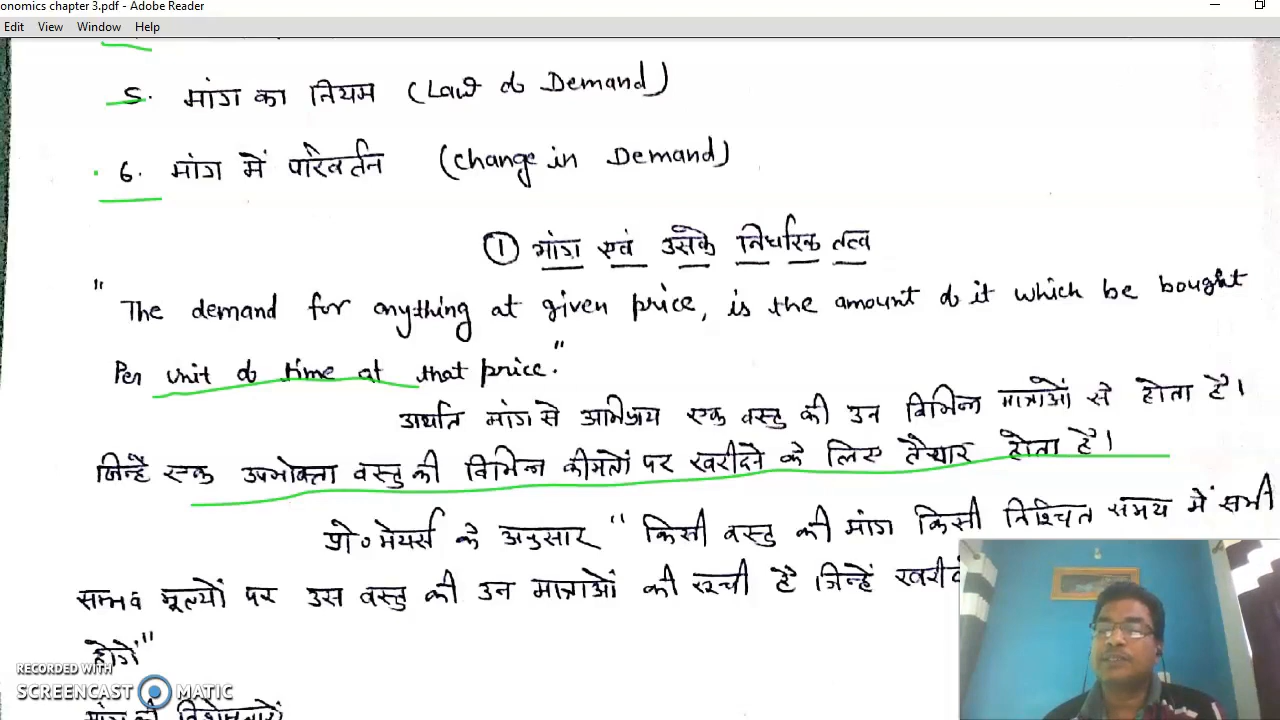 onomics chapter 3.pdf - Adobe Reader
Edit View Window Help
5. मांग का नियम (Law of Demand)
6. मांग में परिवर्तन (Change in Demand)
① मांग एवं उसके निर्धारक तत्व
"The demand for anything at given price, is the amount of it which be bought
Per unit of time at that price."
अर्थात मांग से अभिप्राय एक वस्तु की उन विभिन्न मात्राओं से होता है।
जिन्हैं एक उपभोक्ता वस्तु की विभिन्न कीमतों पर खरीदने के लिए तैय्यार होता है।
प्रो० मेयर्स के अनुसार "किसी वस्तु की मांग किसी निश्चित समय में सभी
सम्भव मूल्यों पर उस वस्तु की उन मात्राओं की सूची है जिन्हें
होगें"
RECORDED WITH
SCREENCAST MATIC
मांग की विशेषताऐं